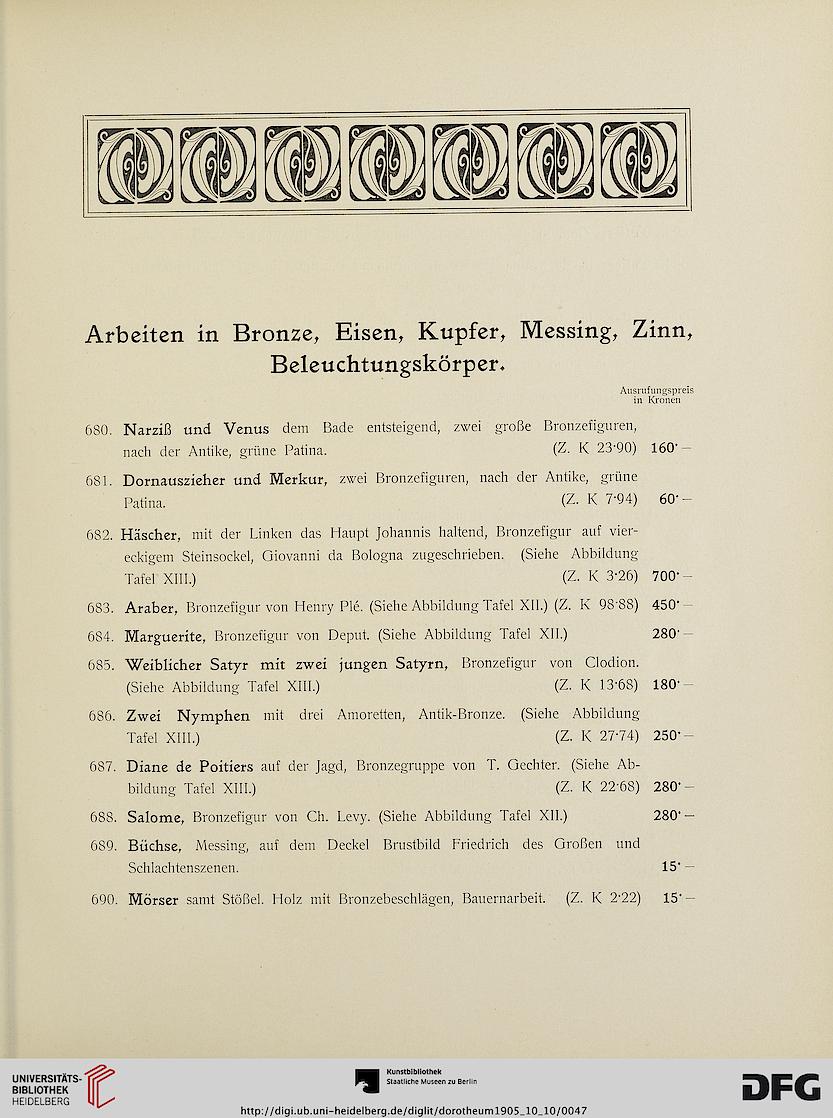 Arbeiten in Bronze, Eisen, Kupfer, Messing, Zinn,
Beleuchtungskörper.
Ausrufungspreis
in Kronen
680. Narziß und Venus dem Bade entsteigend, zwei große Bronzefiguren,
nach der Antike, grüne Patina. (Z. K 23·90) 160·—
681. Dornauszieher und Merkur, zwei Bronzefiguren, nach der Antike, grüne
Patina. (Z. K 7·94) 60·—
682. Häscher, mit der Linken das Haupt Johannis haltend, Bronzefigur auf vier-
eckigem Steinsockel, Giovanni da Bologna zugeschrieben. (Siehe Abbildung
Tafel XIII.) (Z. K 3·26) 700·—
683. Araber, Bronzefigur von Henry Plé. (Siehe Abbildung Tafel XII.) (Z. K 98·88) 450·—
684. Marguerite, Bronzefigur von Deput. (Siehe Abbildung Tafel XII.) 280·—
685. Weiblicher Satyr mit zwei jungen Satyrn, Bronzefigur von Clodion.
(Siehe Abbildung Tafel XIII.) (Z. K 13·68) 180·—
686. Zwei Nymphen mit drei Amoretten, Antik-Bronze. (Siehe Abbildung
Tafel XIII.) (Z. K 27·74) 250·—
687. Diane de Poitiers auf der Jagd, Bronzegruppe von T. Gechter. (Siehe Ab-
bildung Tafel XIII.) (Z. K 22·68) 280·—
688. Salome, Bronzefigur von Ch. Levy. (Siehe Abbildung Tafel XII.) 280·—
689. Büchse, Messing, auf dem Deckel Brustbild Friedrich des Großen und
Schlachtenszenen. 15·—
690. Mörser samt Stößel. Holz mit Bronzebeschlägen, Bauernarbeit. (Z. K 2·22) 15·—
UNIVERSITÄTS-
BIBLIOTHEK
HEIDELBERG
Kunstbibliothek
Staatliche Museen zu Berlin
DFG
http://digi.ub.uni-heidelberg.de/diglit/dorotheum1905_10_10/0047